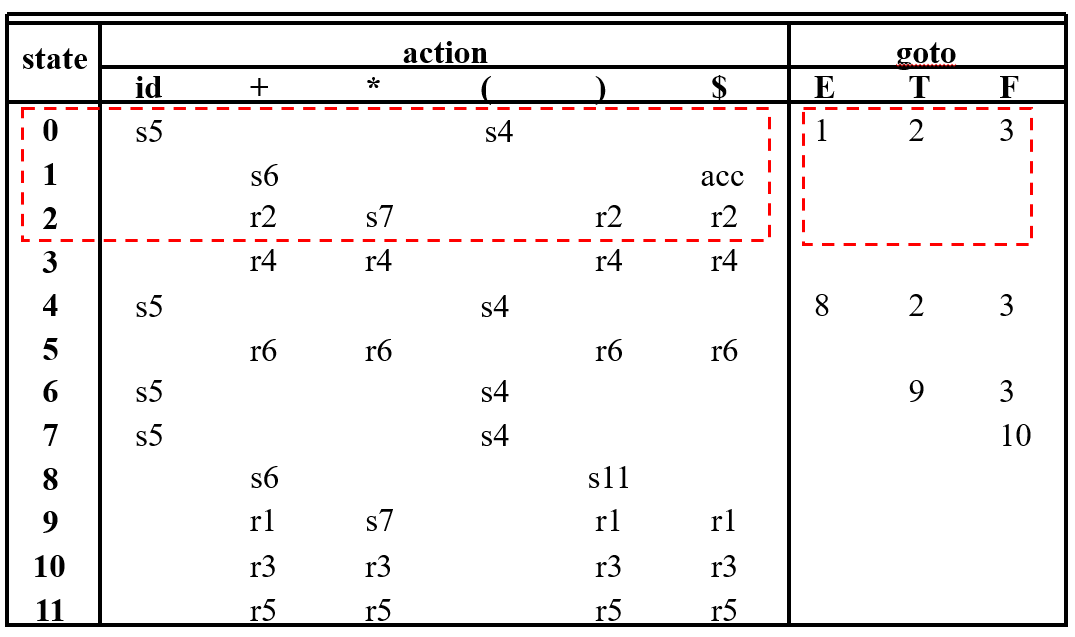 state action goto
id + * ( ) $ E T F
0 s5 s4 1 2 3
1 s6 acc
2 r2 s7 r2 r2
3 r4 r4 r4 r4
4 s5 s4 8 2 3
5 r6 r6 r6 r6
6 s5 s4 9 3
7 s5 s4 10
8 s6 s11
9 r1 s7 r1 r1
10 r3 r3 r3 r3
11 r5 r5 r5 r5